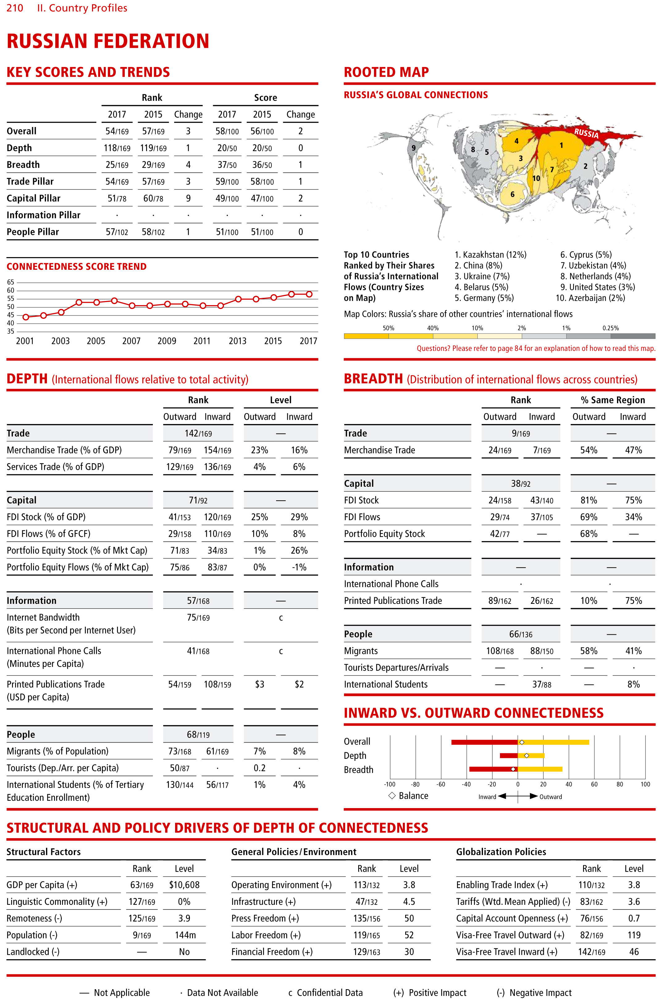 210 II. Country Profiles
RUSSIAN FEDERATION
KEY SCORES AND TRENDS
Rank Score
2017 2015 Change 2017 2015 Change
Overall 54/169 57/169 3 58/100 56/100 2
Depth 118/169 119/169 1 20/50 20/50 0
Breadth 25/169 29/169 4 37/50 36/50 1
Trade Pillar 54/169 57/169 3 59/100 58/100 1
Capital Pillar 51/78 60/78 9 49/100 47/100 2
Information Pillar · · · · · ·
People Pillar 57/102 58/102 1 51/100 51/100 0
CONNECTEDNESS SCORE TREND
65
60
55
50
45
40
35
2001 2003 2005 2007 2009 2011 2013 2015 2017
ROOTED MAP
RUSSIA’S GLOBAL CONNECTIONS
RUSSIA
4 1
9 8 5
3
7 2
10
6
Top 10 Countries
Ranked by Their Shares
of Russia’s International
Flows (Country Sizes
on Map)
1. Kazakhstan (12%)
2. China (8%)
3. Ukraine (7%)
4. Belarus (5%)
5. Germany (5%)
6. Cyprus (5%)
7. Uzbekistan (4%)
8. Netherlands (4%)
9. United States (3%)
10. Azerbaijan (2%)
Map Colors: Russia’s share of other countries’ international flows
50% 40% 10% 2% 1% 0.25%
Questions? Please refer to page 84 for an explanation of how to read this map.
DEPTH (International flows relative to total activity)
Rank Level
Outward Inward Outward Inward
Trade 142/169 —
Merchandise Trade (% of GDP) 79/169 154/169 23% 16%
Services Trade (% of GDP) 129/169 136/169 4% 6%
Capital 71/92 —
FDI Stock (% of GDP) 41/153 120/169 25% 29%
FDI Flows (% of GFCF) 29/158 110/169 10% 8%
Portfolio Equity Stock (% of Mkt Cap) 71/83 34/83 1% 26%
Portfolio Equity Flows (% of Mkt Cap) 75/86 83/87 0% -1%
Information 57/168 —
Internet Bandwidth 75/169 c
(Bits per Second per Internet User)
International Phone Calls 41/168 c
(Minutes per Capita)
Printed Publications Trade 54/159 108/159 $3 $2
(USD per Capita)
People 68/119 —
Migrants (% of Population) 73/168 61/169 7% 8%
Tourists (Dep./Arr. per Capita) 50/87 · 0.2 ·
International Students (% of Tertiary 130/144 56/117 1% 4%
Education Enrollment)
BREADTH (Distribution of international flows across countries)
Rank % Same Region
Outward Inward Outward Inward
Trade 9/169 —
Merchandise Trade 24/169 7/169 54% 47%
Capital 38/92 —
FDI Stock 24/158 43/140 81% 75%
FDI Flows 29/74 37/105 69% 34%
Portfolio Equity Stock 42/77 — 68% —
Information — —
International Phone Calls · ·
Printed Publications Trade 89/162 26/162 10% 75%
People 66/136 —
Migrants 108/168 88/150 58% 41%
Tourists Departures/Arrivals — · — ·
International Students — 37/88 — 8%
INWARD VS. OUTWARD CONNECTEDNESS
Overall
Depth
Breadth
-100 -80 -60 -40 -20 0 20 40 60 80 100
Balance Inward Outward
STRUCTURAL AND POLICY DRIVERS OF DEPTH OF CONNECTEDNESS
Structural Factors
Rank Level
GDP per Capita (+) 63/169 $10,608
Linguistic Commonality (+) 127/169 0%
Remoteness (-) 125/169 3.9
Population (-) 9/169 144m
Landlocked (-) — No
General Policies/Environment
Rank Level
Operating Environment (+) 113/132 3.8
Infrastructure (+) 47/132 4.5
Press Freedom (+) 135/156 50
Labor Freedom (+) 119/165 52
Financial Freedom (+) 129/163 30
Globalization Policies
Rank Level
Enabling Trade Index (+) 110/132 3.8
Tariffs (Wtd. Mean Applied) (-) 83/162 3.6
Capital Account Openness (+) 76/156 0.7
Visa-Free Travel Outward (+) 82/169 119
Visa-Free Travel Inward (+) 142/169 46
— Not Applicable · Data Not Available c Confidential Data (+) Positive Impact (-) Negative Impact